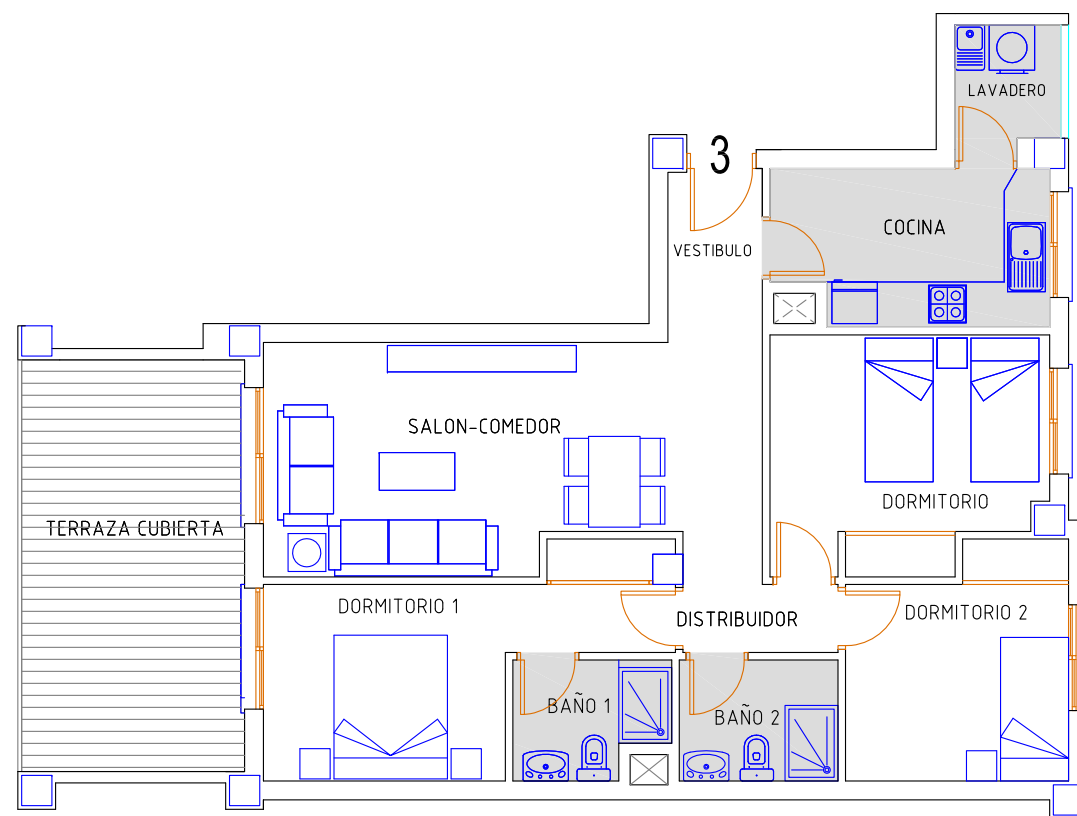 LAVADERO
3
COCINA
VESTIBULO
SALON-COMEDOR
DORMITORIO
TERRAZA CUBIERTA
DORMITORIO 1
DISTRIBUIDOR
DORMITORIO 2
BAÑO 1
BAÑO 2